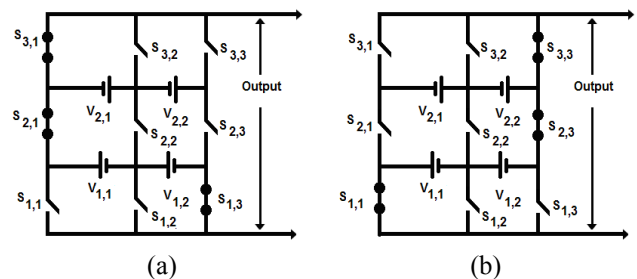 S3,1 S3,2 S3,3
Output
V2,1 V2,2
S2,1 S2,2 S2,3
V1,1 V1,2
S1,1 S1,2 S1,3
(a)
S3,1 S3,2 S3,3
Output
V2,1 V2,2
S2,1 S2,2 S2,3
V1,1 V1,2
S1,1 S1,2 S1,3
(b)